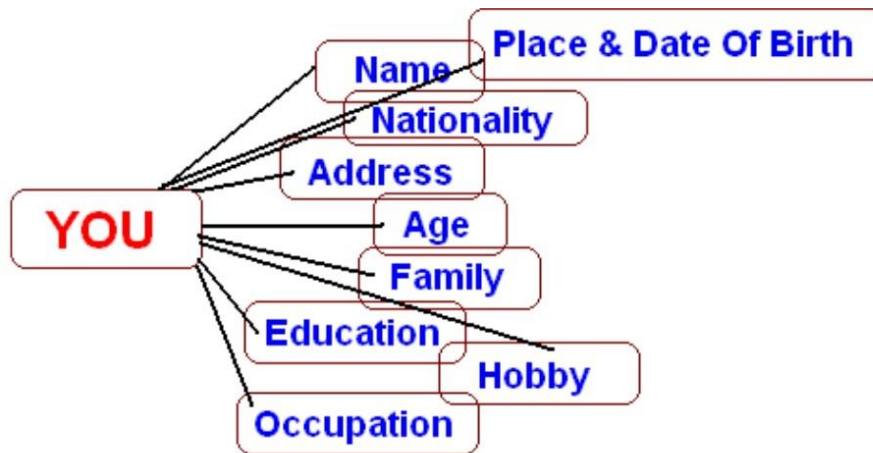 Place & Date Of Birth
Name
Nationality
Address
YOU
Age
Family
Education
Hobby
Occupation